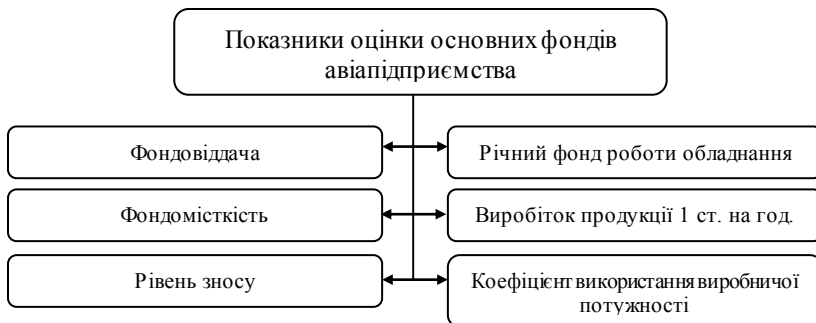 Показники оцінки основних фондів
авіапідприємства
Фондовіддача
Річний фонд роботи обладнання
Фондомісткість
Виробіток продукції 1 ст. на год.
Рівень зносу
Коефіцієнт використання виробничої
потужності